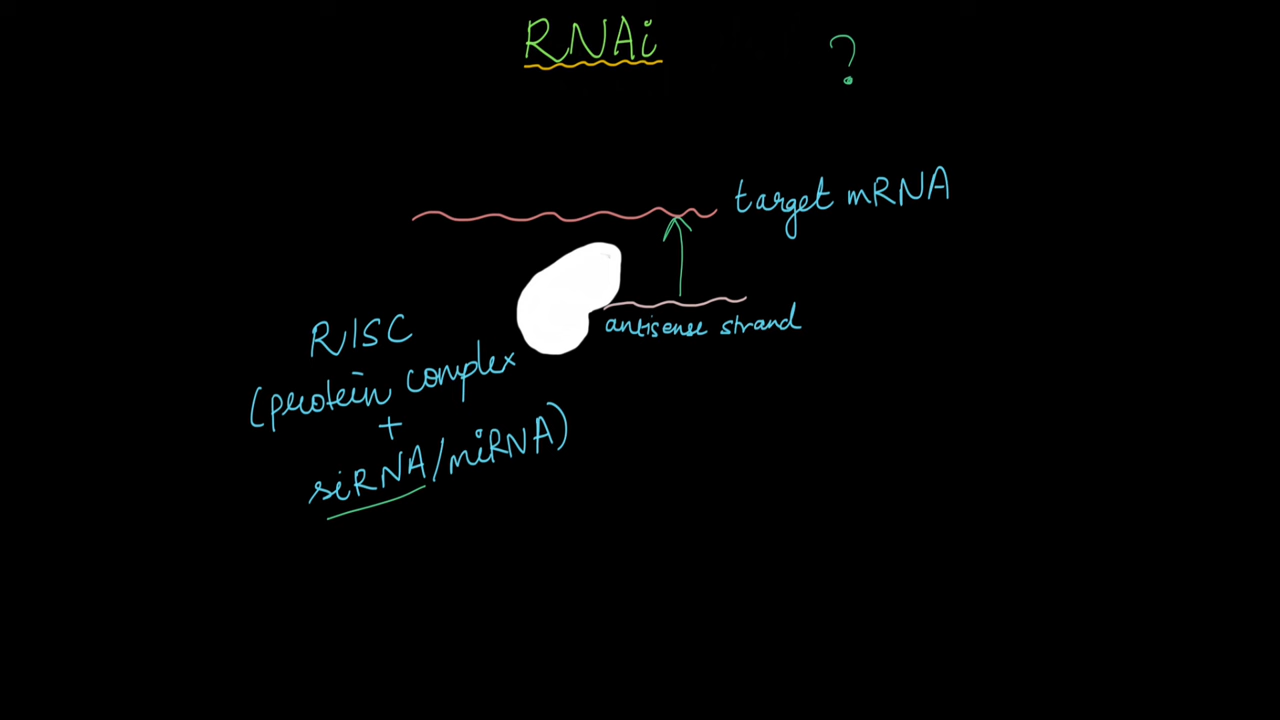 RNAi
?
target mRNA
antisense strand
RISC
(protein complex
+
siRNA/miRNA)